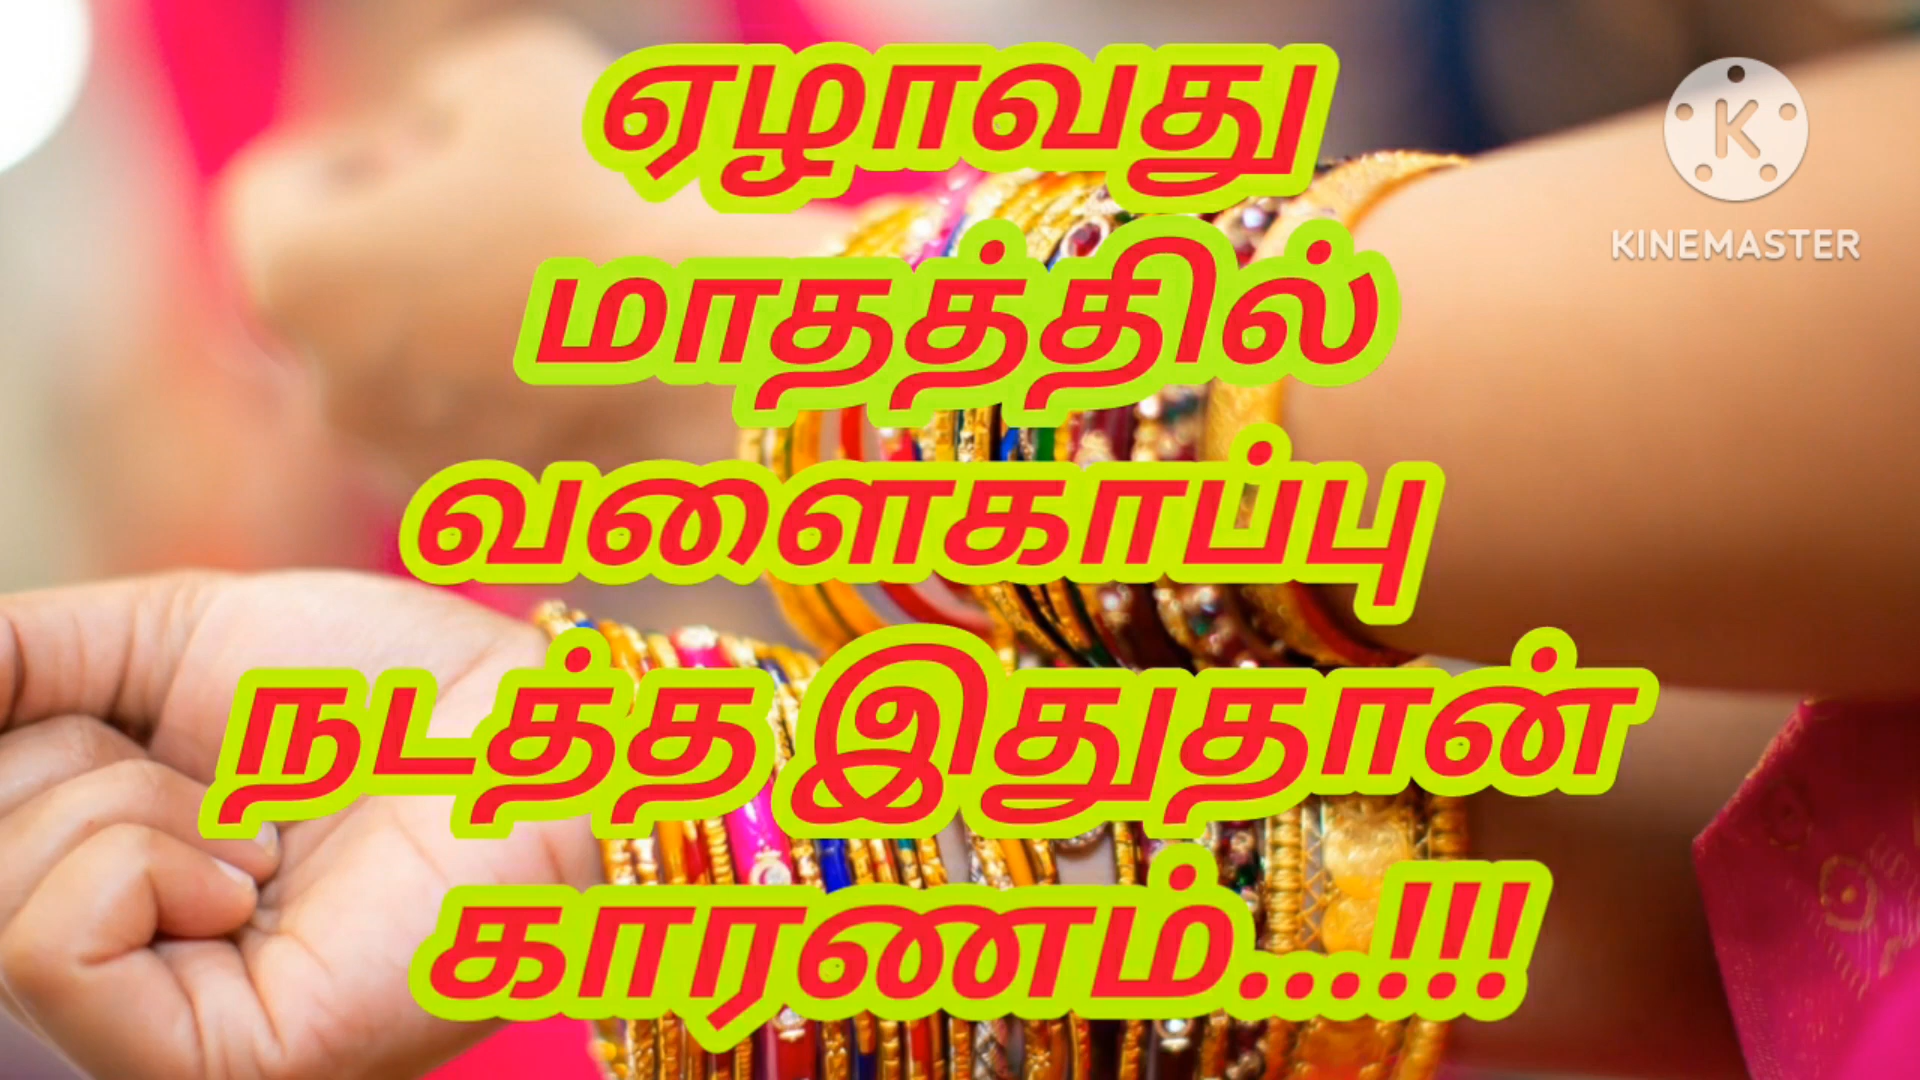 ஏழாவது
மாதத்தில்
வளைகாப்பு
நடத்த இதுதான்
காரணம்...!!!
K
KINEMASTER